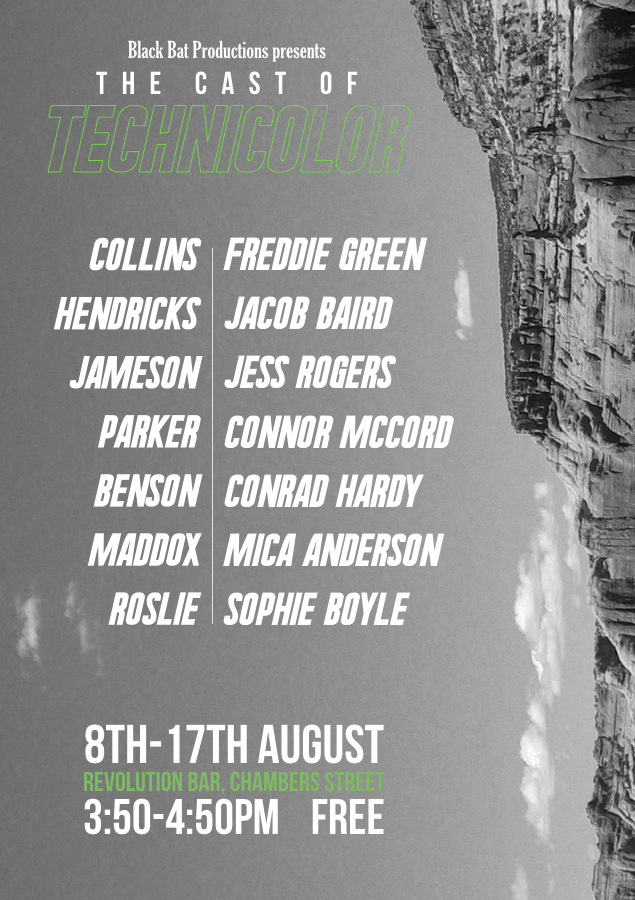 Black Bat Productions presents
THE CAST OF
TECHNICOLOR
COLLINS FREDDIE GREEN
HENDRICKS JACOB BAIRD
JAMESON JESS ROGERS
PARKER CONNOR MCCORD
BENSON CONRAD HARDY
MADDOX MICA ANDERSON
ROSLIE SOPHIE BOYLE
8TH-17TH AUGUST
REVOLUTION BAR, CHAMBERS STREET
3:50-4:50PM FREE